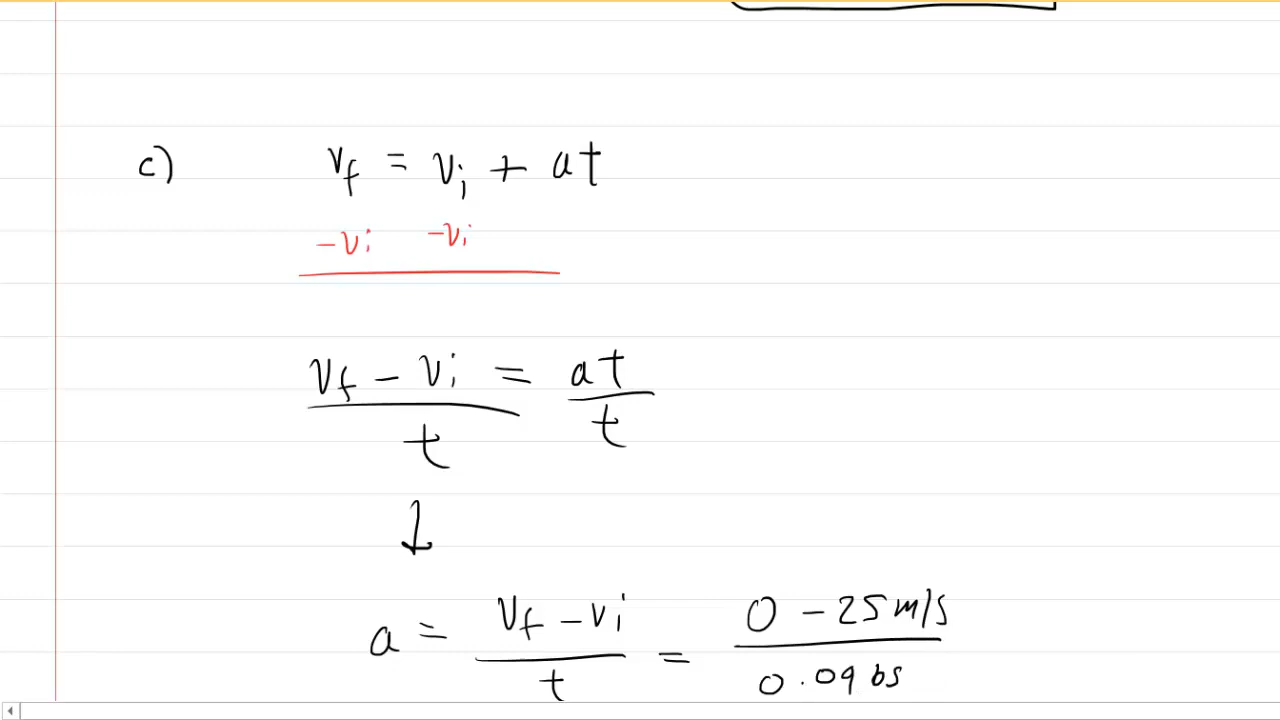 c) vf = vi + at
-vi -vi
vf - vi = at
t t
↓
a = vf - vi = 0 - 25 m/s
t 0.096s